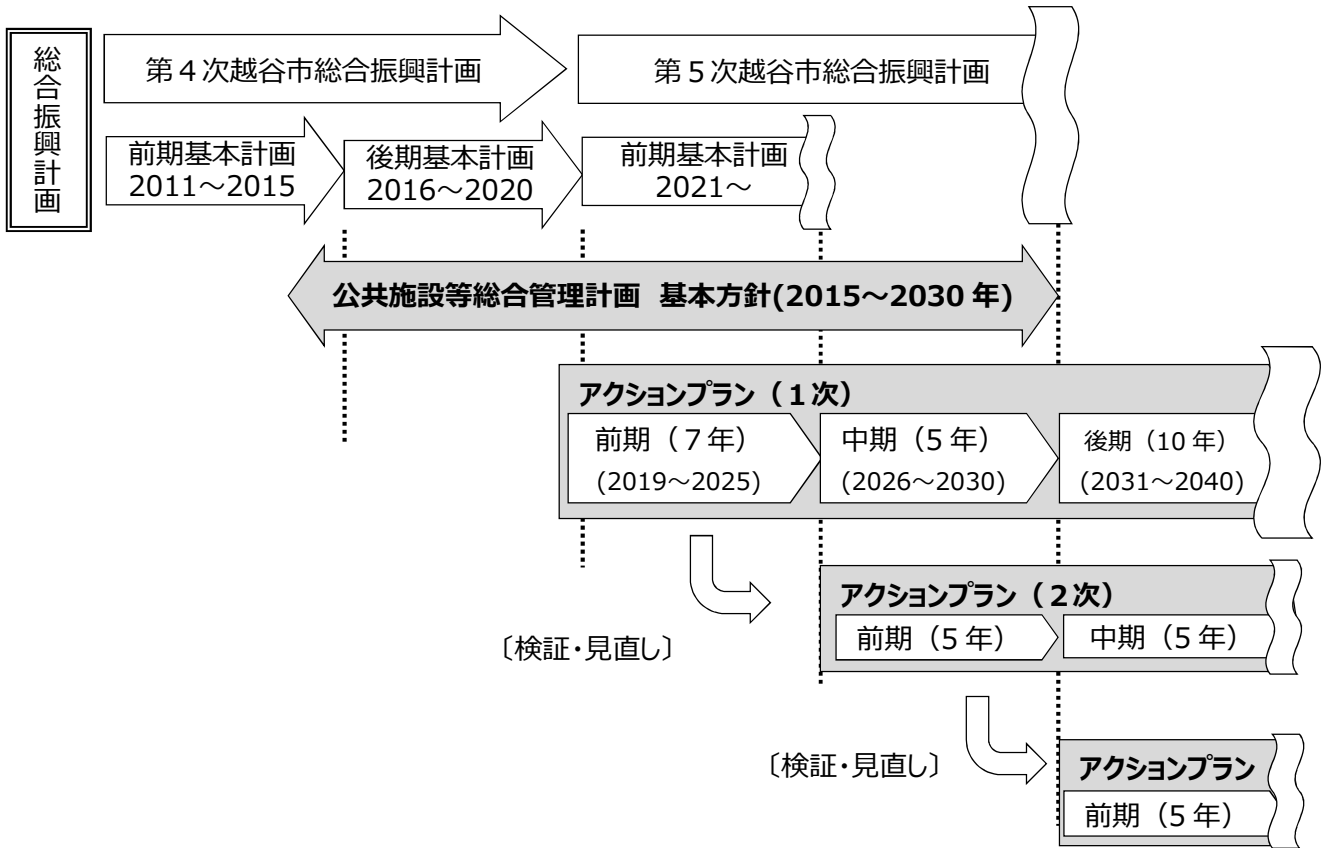 総合振興計画
第４次越谷市総合振興計画
第５次越谷市総合振興計画
前期基本計画
2011～2015
後期基本計画
2016～2020
前期基本計画
2021～
公共施設等総合管理計画 基本方針(2015～2030 年)
アクションプラン（１次）
前期（７年）
(2019～2025)
中期（５年）
(2026～2030)
後期（10 年）
(2031～2040)
〔検証・見直し〕
アクションプラン（２次）
前期（５年）
中期（５年）
〔検証・見直し〕
アクションプラン
前期（５年）